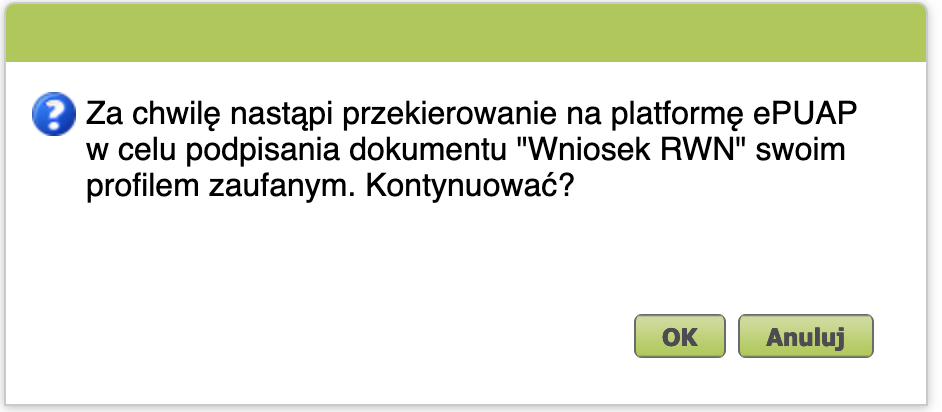 Za chwilę nastąpi przekierowanie na platformę ePUAP
w celu podpisania dokumentu "Wniosek RWN" swoim
profilem zaufanym. Kontynuować?
OK Anuluj